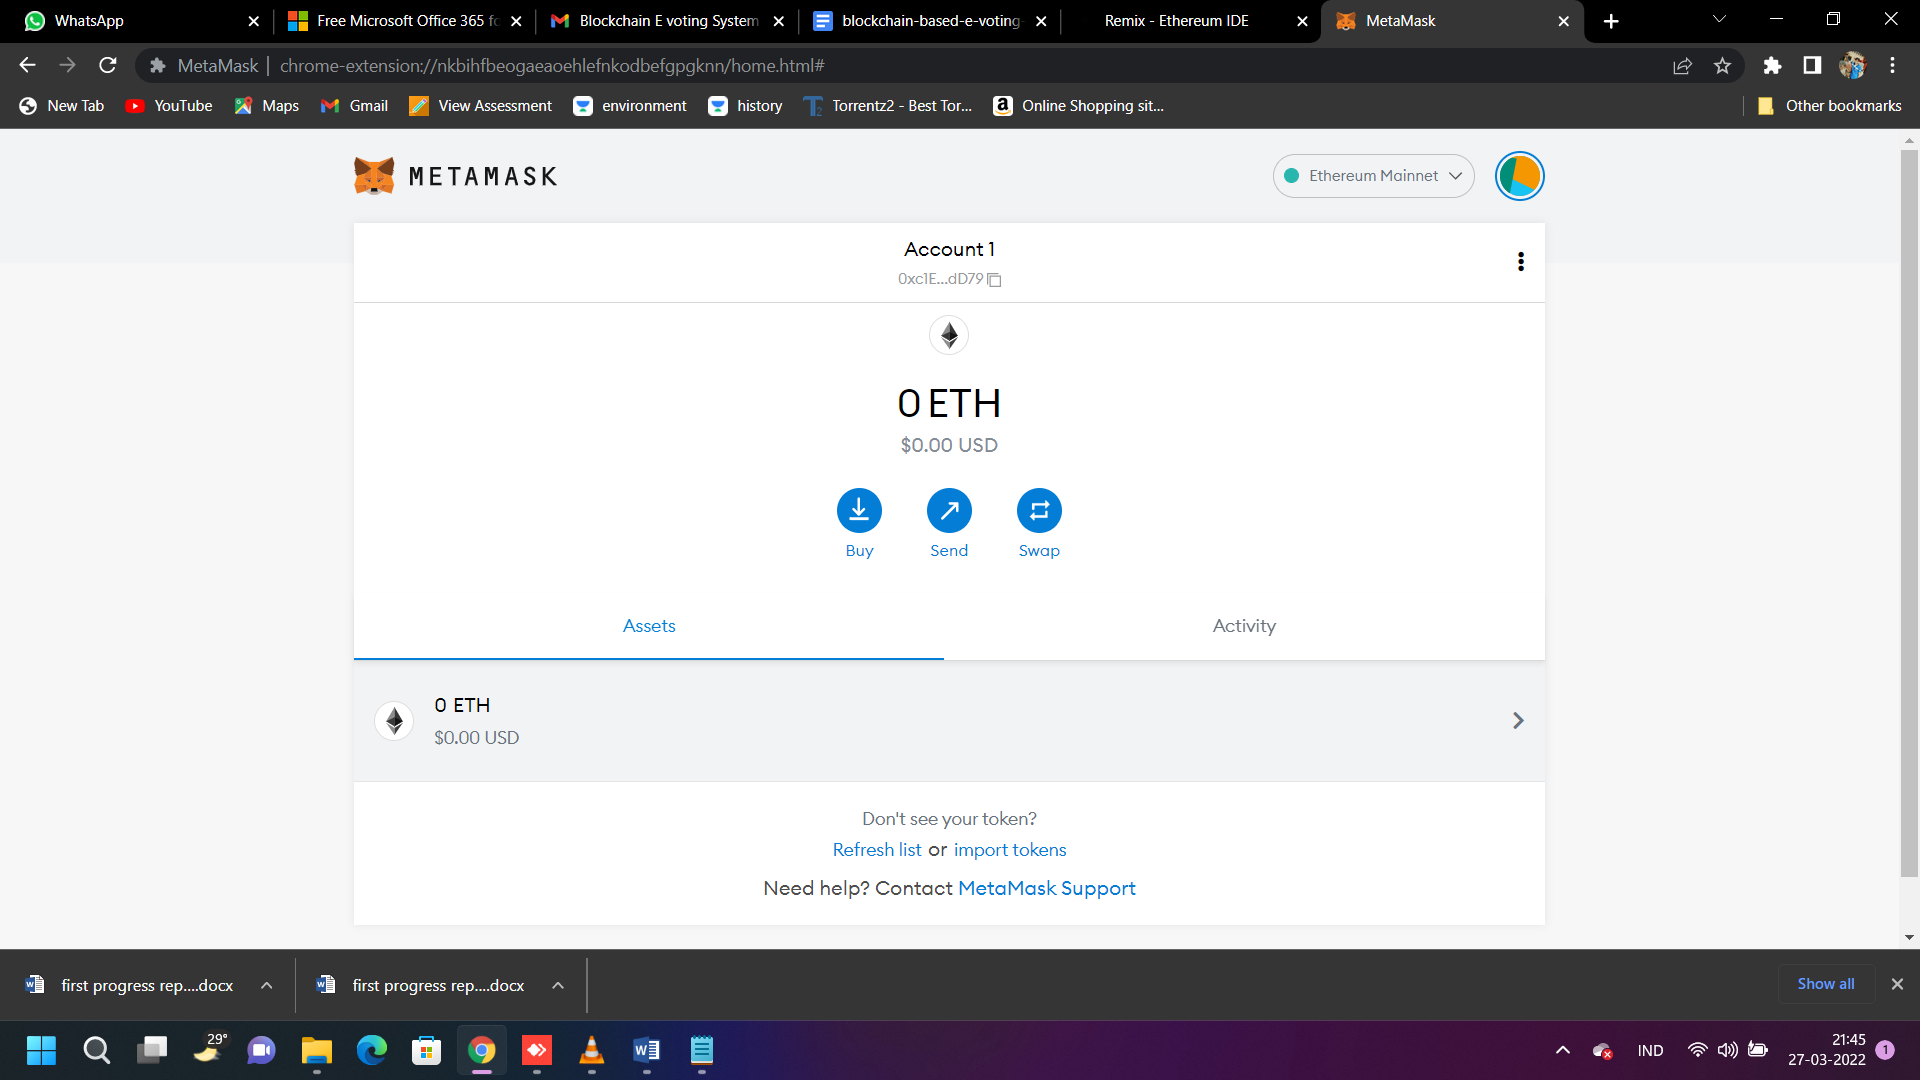 WhatsApp
Free Microsoft Office 365 fo
Blockchain E voting System
blockchain-based-e-voting-
Remix - Ethereum IDE
MetaMask
MetaMask | chrome-extension://nkbihfbeogaeaoehlefnkodbefgpgknn/home.html#
New Tab
YouTube
Maps
Gmail
View Assessment
environment
history
Torrentz2 - Best Tor...
Online Shopping sit...
Other bookmarks
METAMASK
Ethereum Mainnet
Account 1
0xc1E...dD79
0 ETH
$0.00 USD
Buy
Send
Swap
Assets
Activity
0 ETH
$0.00 USD
Don't see your token?
Refresh list or import tokens
Need help? Contact MetaMask Support
first progress rep....docx
first progress rep....docx
Show all
29°
IND
21:45
27-03-2022
1